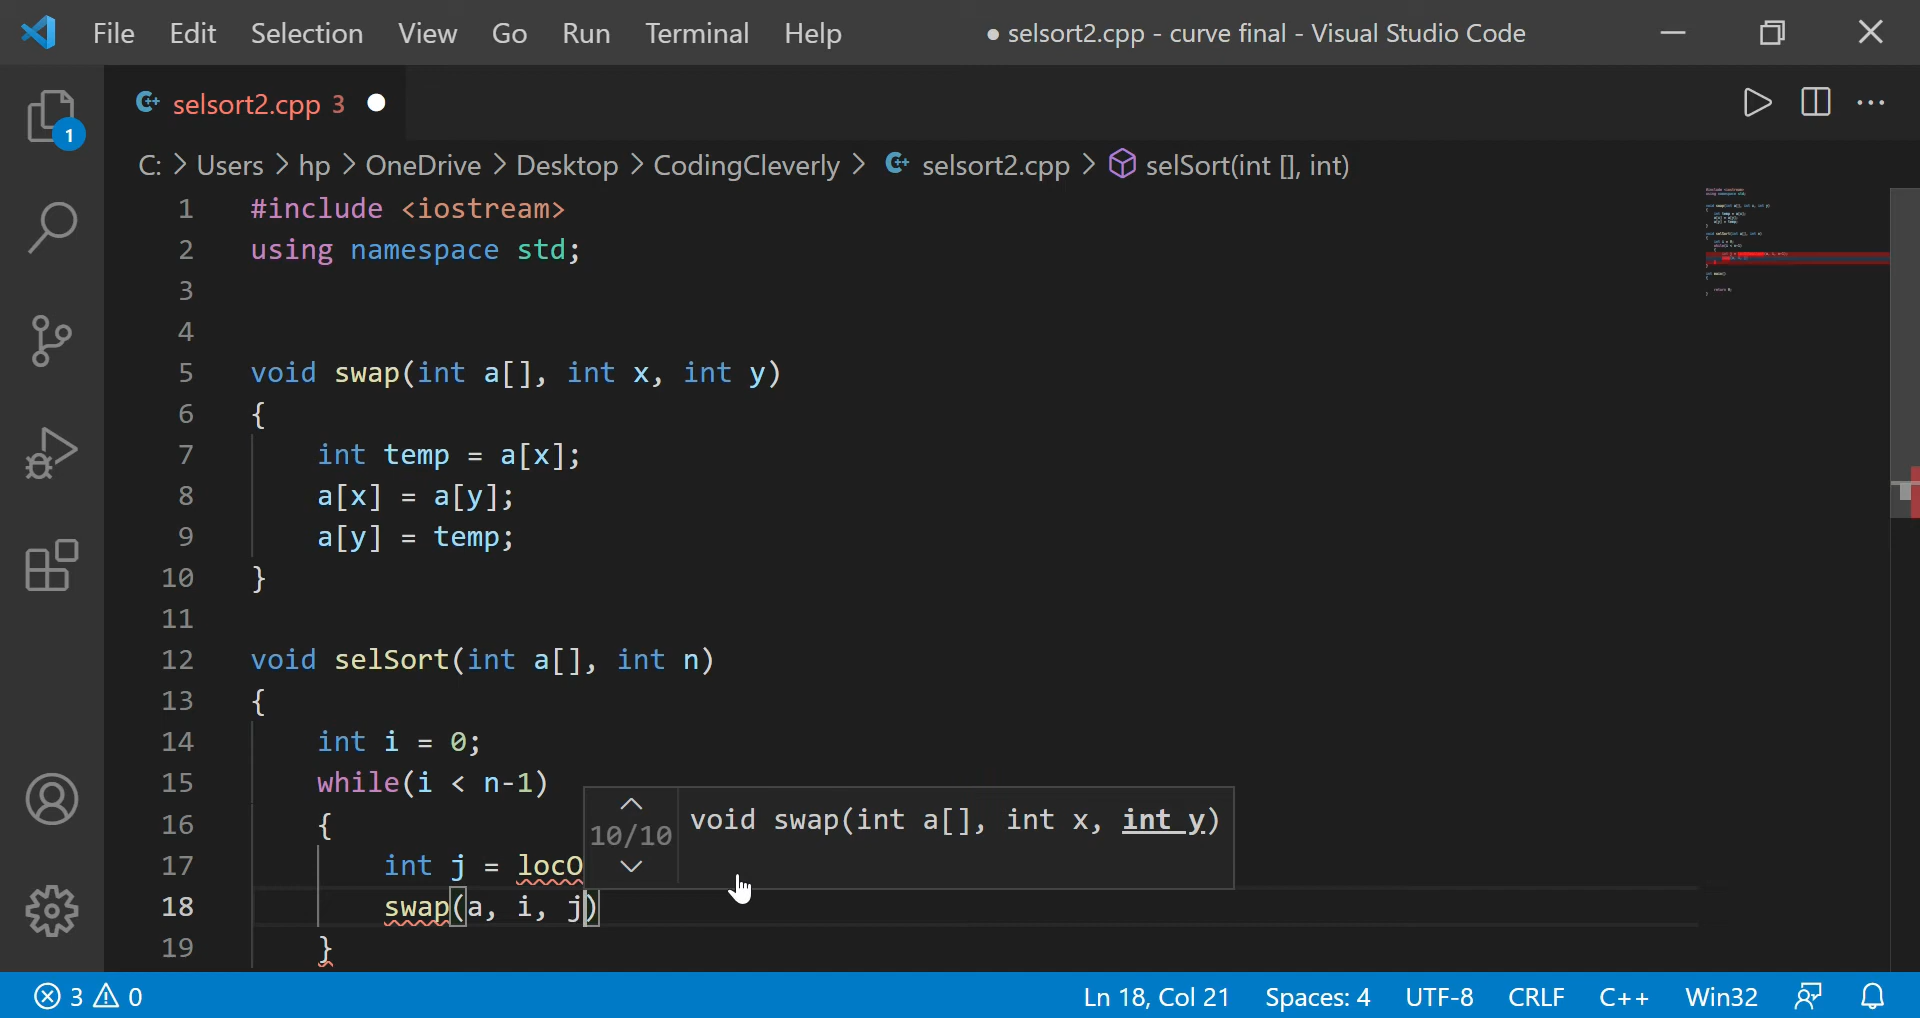 File Edit Selection View Go Run Terminal Help ● selsort2.cpp - curve final - Visual Studio Code
selsort2.cpp 3
1
C: > Users > hp > OneDrive > Desktop > CodingCleverly > selsort2.cpp > selSort(int [], int)
1 #include <iostream>
2 using namespace std;
3
4
5 void swap(int a[], int x, int y)
6 {
7 int temp = a[x];
8 a[x] = a[y];
9 a[y] = temp;
10 }
11
12 void selSort(int a[], int n)
13 {
14 int i = 0;
15 while(i < n-1)
16 {
10/10 void swap(int a[], int x, int y)
17 int j = locO
18 swap(a, i, j)
19 }
3 0 Ln 18, Col 21 Spaces: 4 UTF-8 CRLF C++ Win32